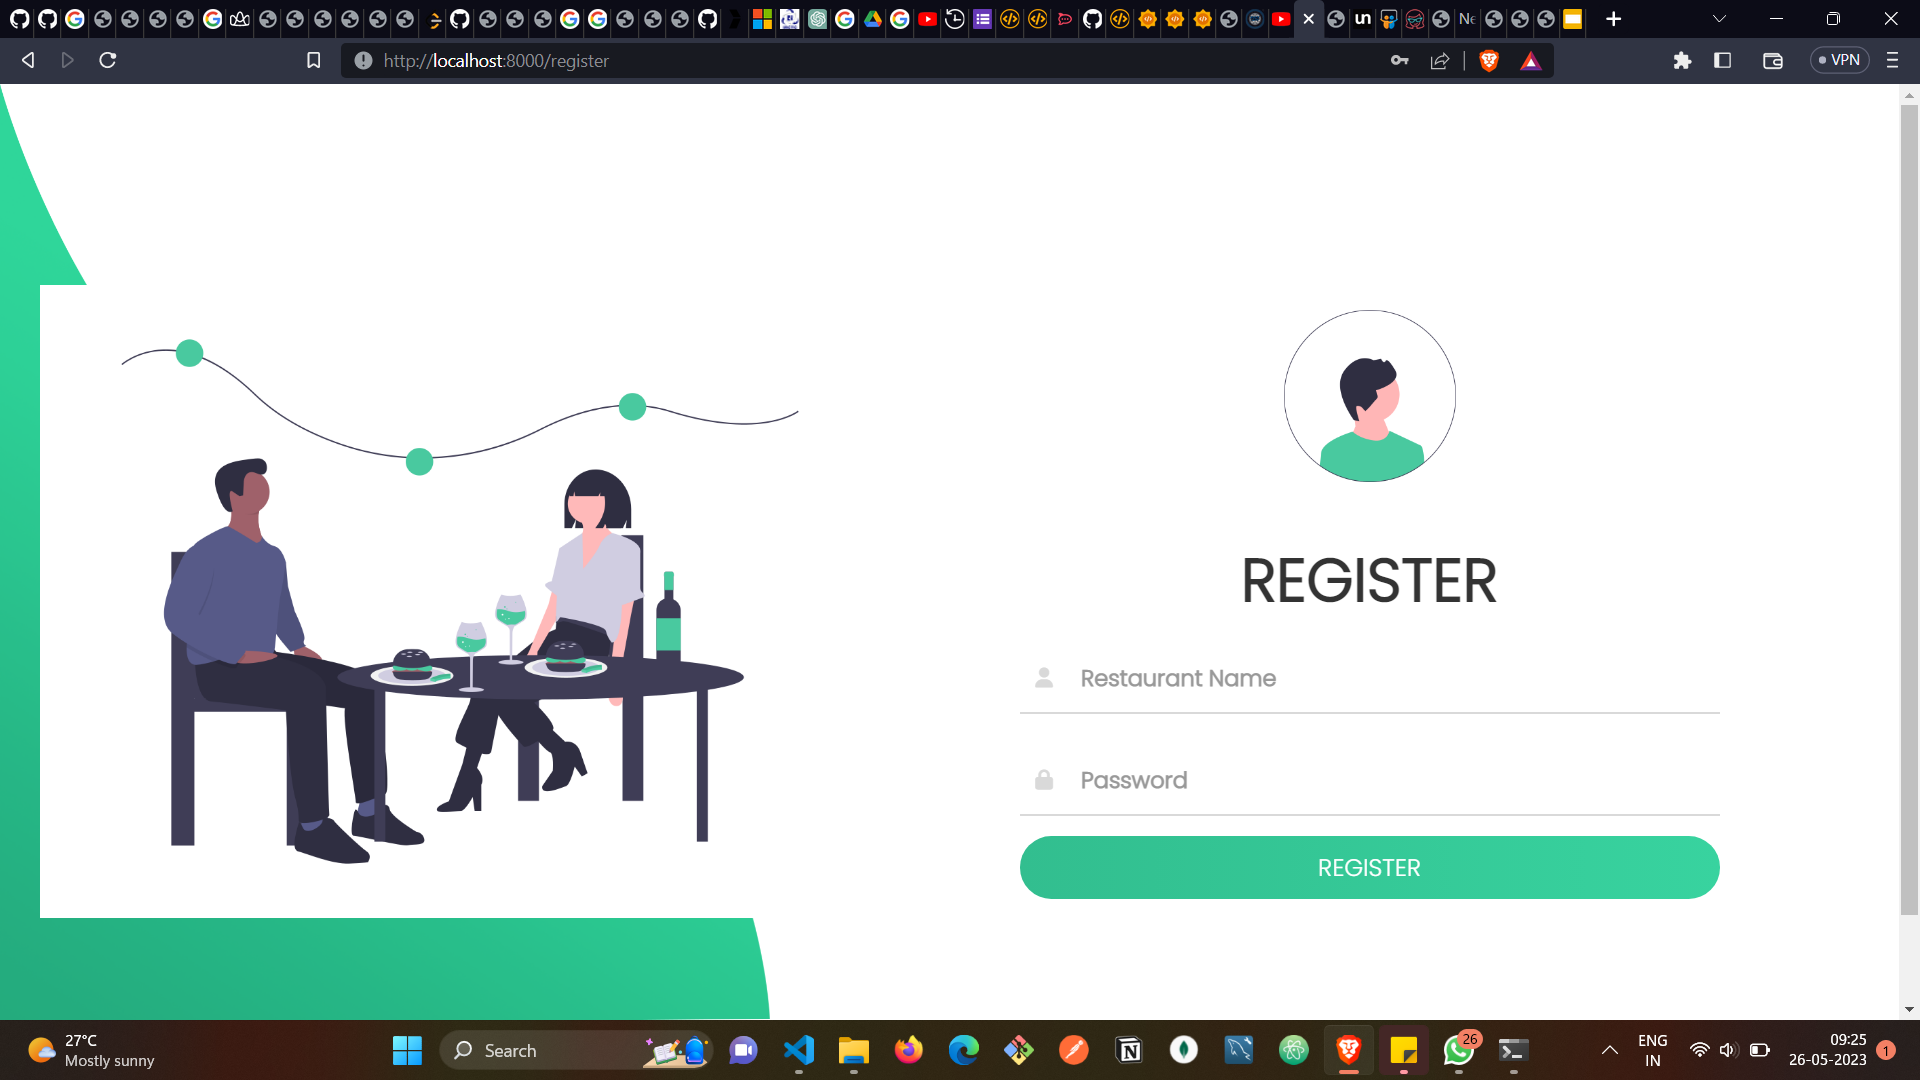 un
Ne
http://localhost:8000/register
VPN
REGISTER
Restaurant Name
Password
REGISTER
27°C
Mostly sunny
Search
26
ENG
IN
09:25
26-05-2023
1